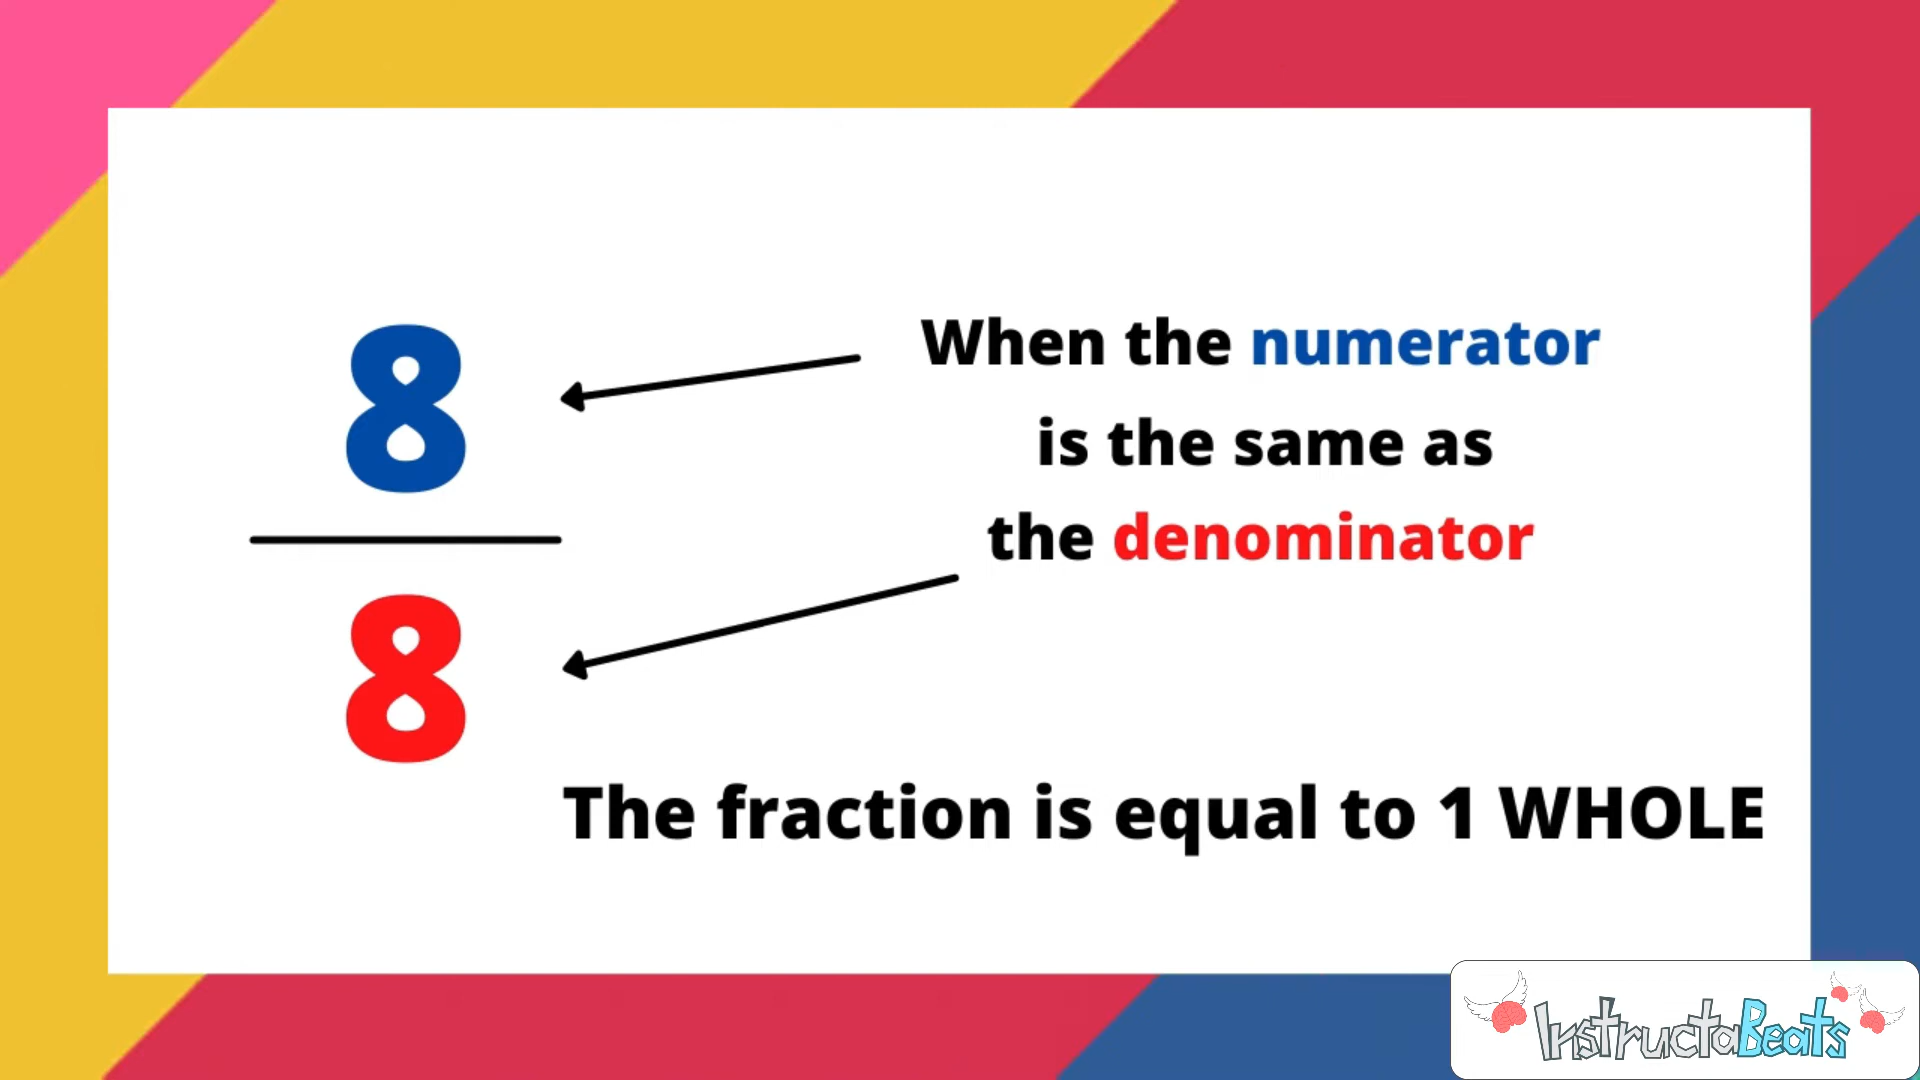 8
8
When the numerator
is the same as
the denominator
The fraction is equal to 1 WHOLE
InstructaBeats